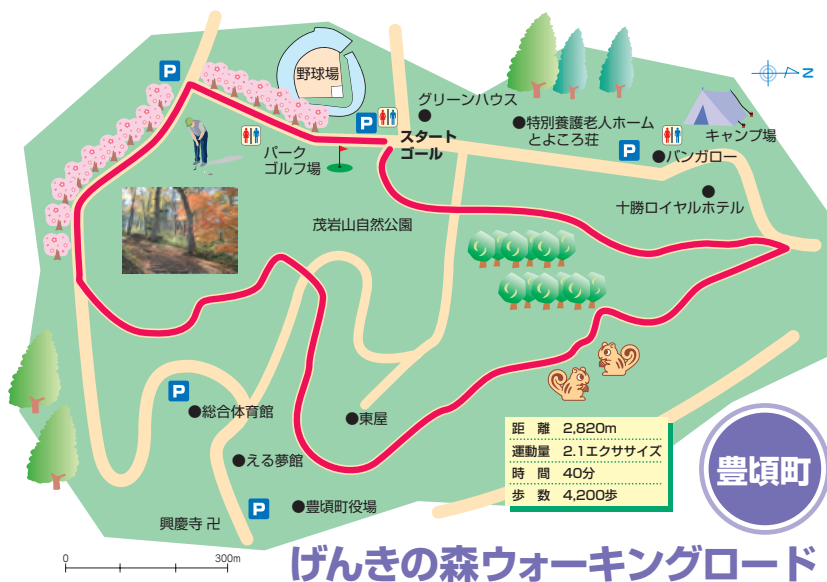 P
野球場
グリーンハウス
N
P
スタート
ゴール
●特別養護老人ホーム
とよころ荘
キャンプ場
パーク
ゴルフ場
P
●バンガロー
十勝ロイヤルホテル
茂岩山自然公園
P
●総合体育館
●東屋
●える夢館
P
●豊頃町役場
興慶寺 卍
距 離 2,820m
運動量 2.1エクササイズ
時 間 40分
歩 数 4,200歩
豊頃町
0 300m
げんきの森ウォーキングロード